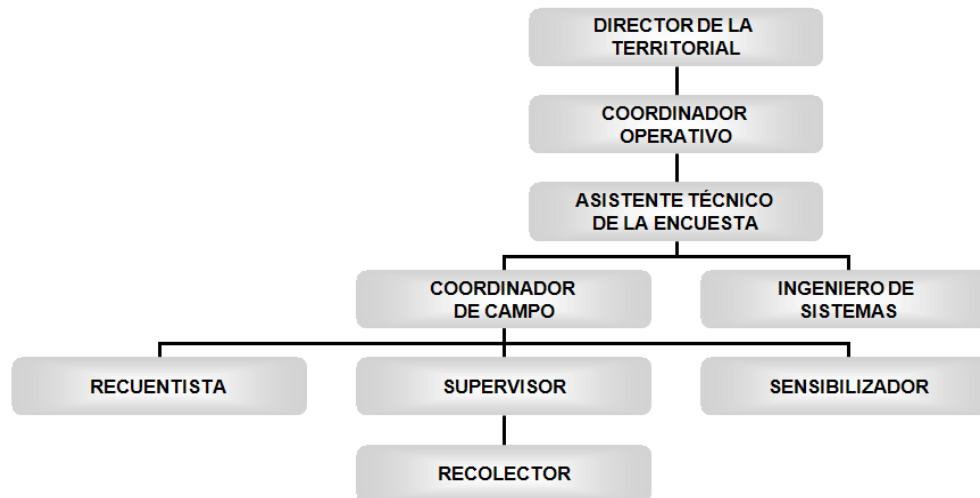 DIRECTOR DE LA
TERRITORIAL
COORDINADOR
OPERATIVO
ASISTENTE TÉCNICO
DE LA ENCUESTA
COORDINADOR
DE CAMPO
INGENIERO DE
SISTEMAS
RECUENTISTA
SUPERVISOR
SENSIBILIZADOR
RECOLECTOR